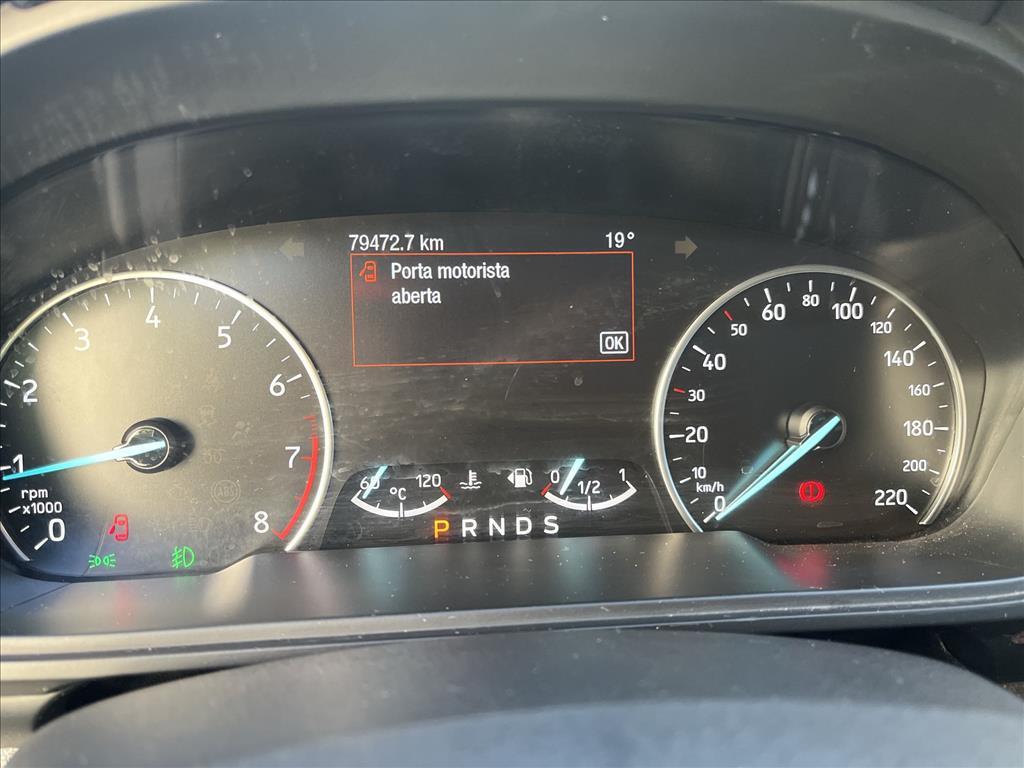 79472.7 km 19°
Porta motorista
aberta
OK
0 1 2 3 4 5 6 7 8
rpm
x1000
ABS
60 °C 120
0 1/2 1
P R N D S
0 10 20 30 40 50 60 80 100 120 140 160 180 200 220
km/h